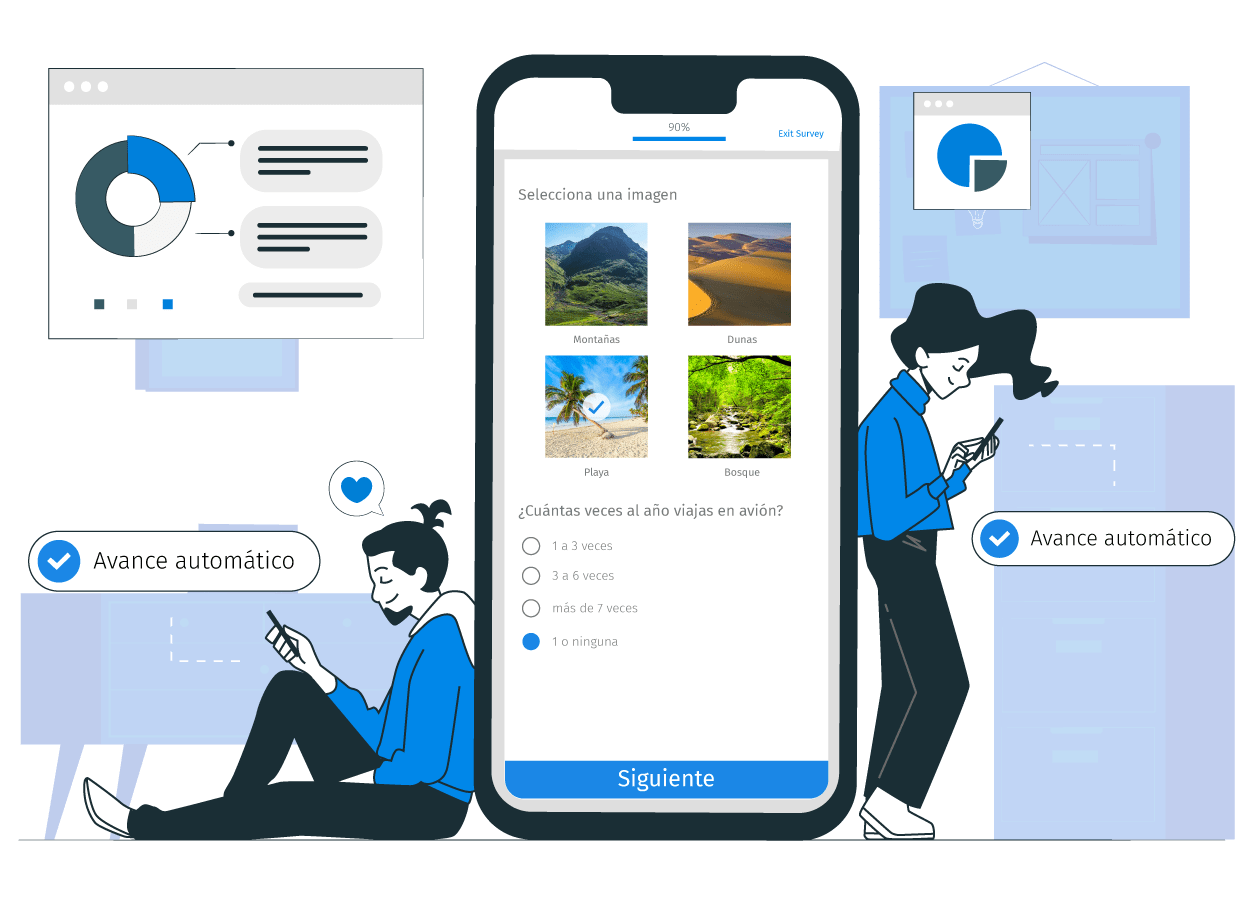 90%
Exit Survey
Selecciona una imagen
Montañas
Dunas
Playa
Bosque
¿Cuántas veces al año viajas en avión?
1 a 3 veces
3 a 6 veces
más de 7 veces
1 o ninguna
Siguiente
Avance automático
Avance automático